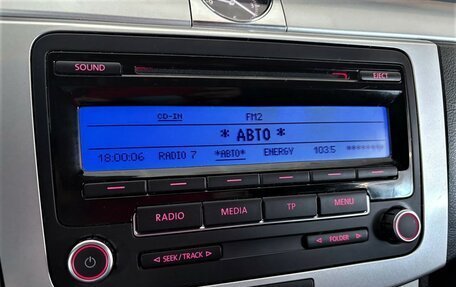 SOUND
EJECT
CD-IN FM2
* АВТО *
18:00:06 RADIO 7 *АВТО* ENERGY 103.5 ********
RADIO MEDIA TP MENU
< SEEK/TRACK >
< FOLDER >